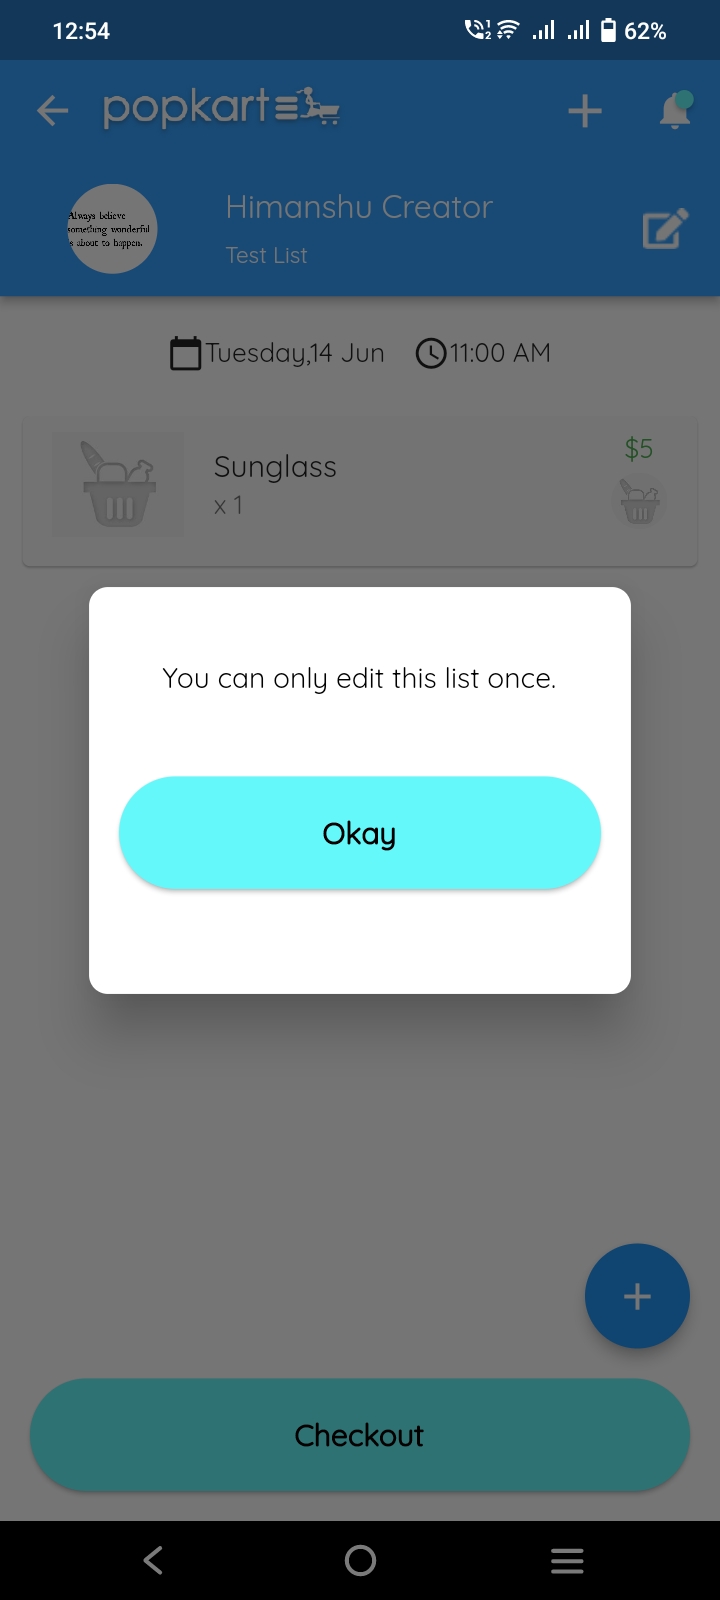 12:54
62%
popkart
Always believe
something wonderful
is about to happen.
Himanshu Creator
Test List
Tuesday,14 Jun
11:00 AM
Sunglass
$5
x 1
You can only edit this list once.
Okay
Checkout